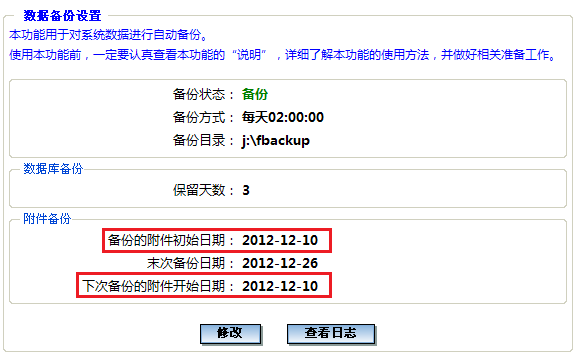 数据备份设置
本功能用于对系统数据进行自动备份。
使用本功能前，一定要认真查看本功能的“说明”，详细了解本功能的使用方法，并做好相关准备工作。
备份状态： 备份
备份方式： 每天02:00:00
备份目录： j:\fbackup
数据库备份
保留天数： 3
附件备份
备份的附件初始日期： 2012-12-10
末次备份日期： 2012-12-26
下次备份的附件开始日期： 2012-12-10
修改 查看日志